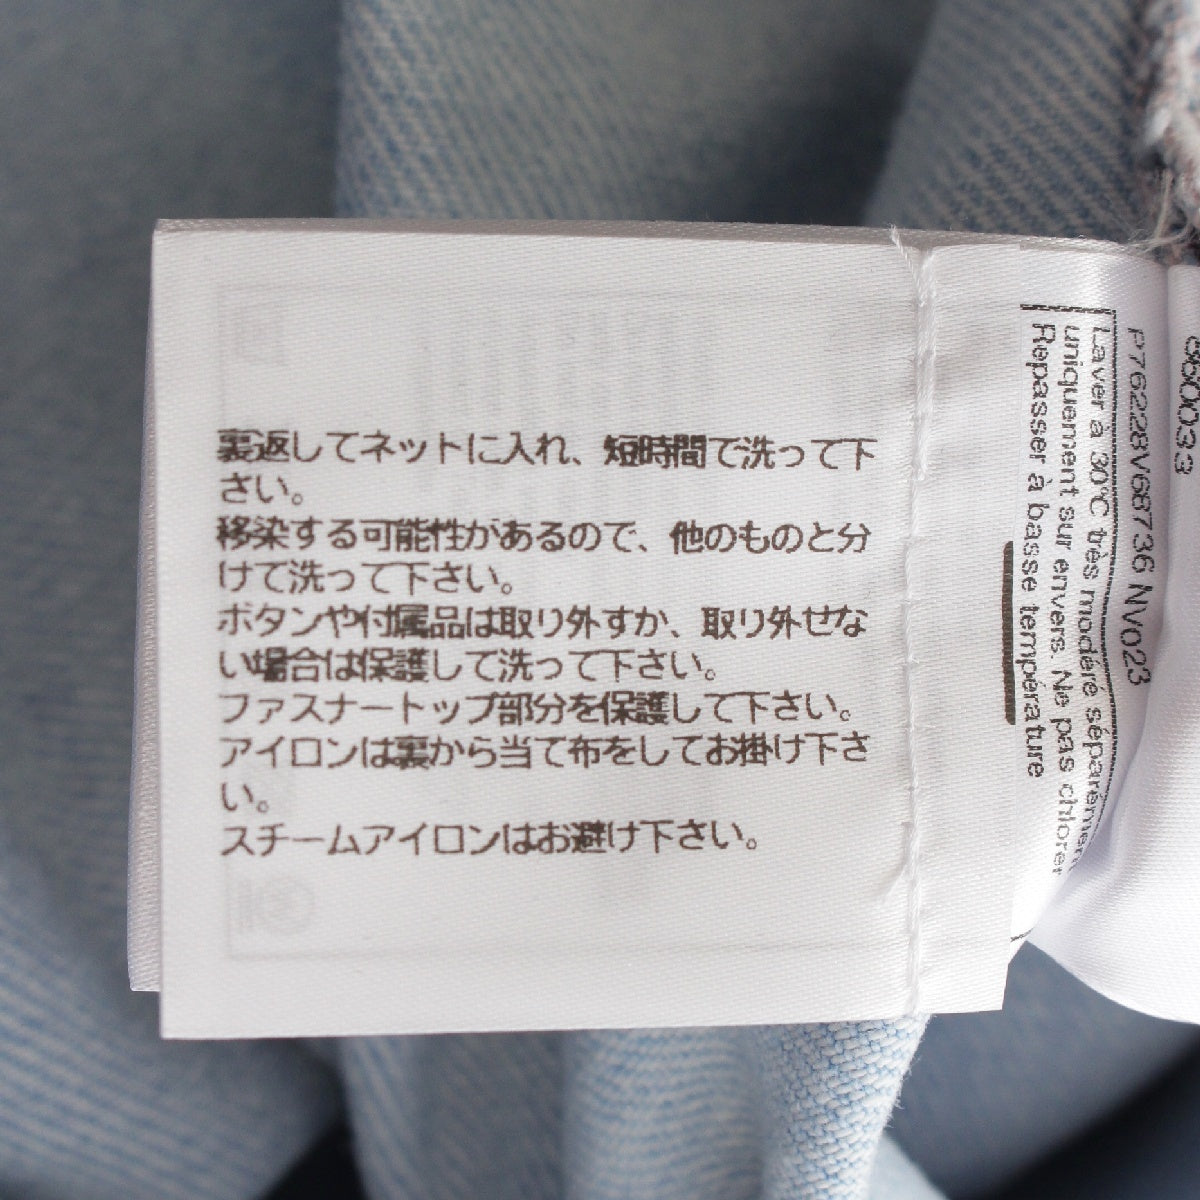 裏返してネットに入れ、短時間で洗って下
さい。
移染する可能性があるので、他のものと分
けて洗って下さい。
ボタンや付属品は取り外すか、取り外せな
い場合は保護して洗って下さい。
ファスナートップ部分を保護して下さい。
アイロンは裏から当て布をしてお掛け下さ
い。
スチームアイロンはお避け下さい。
P76228V68736 NV023
Laver à 30°C très modéré séparément
uniquement sur envers. Ne pas chlorer
Repasser à basse température